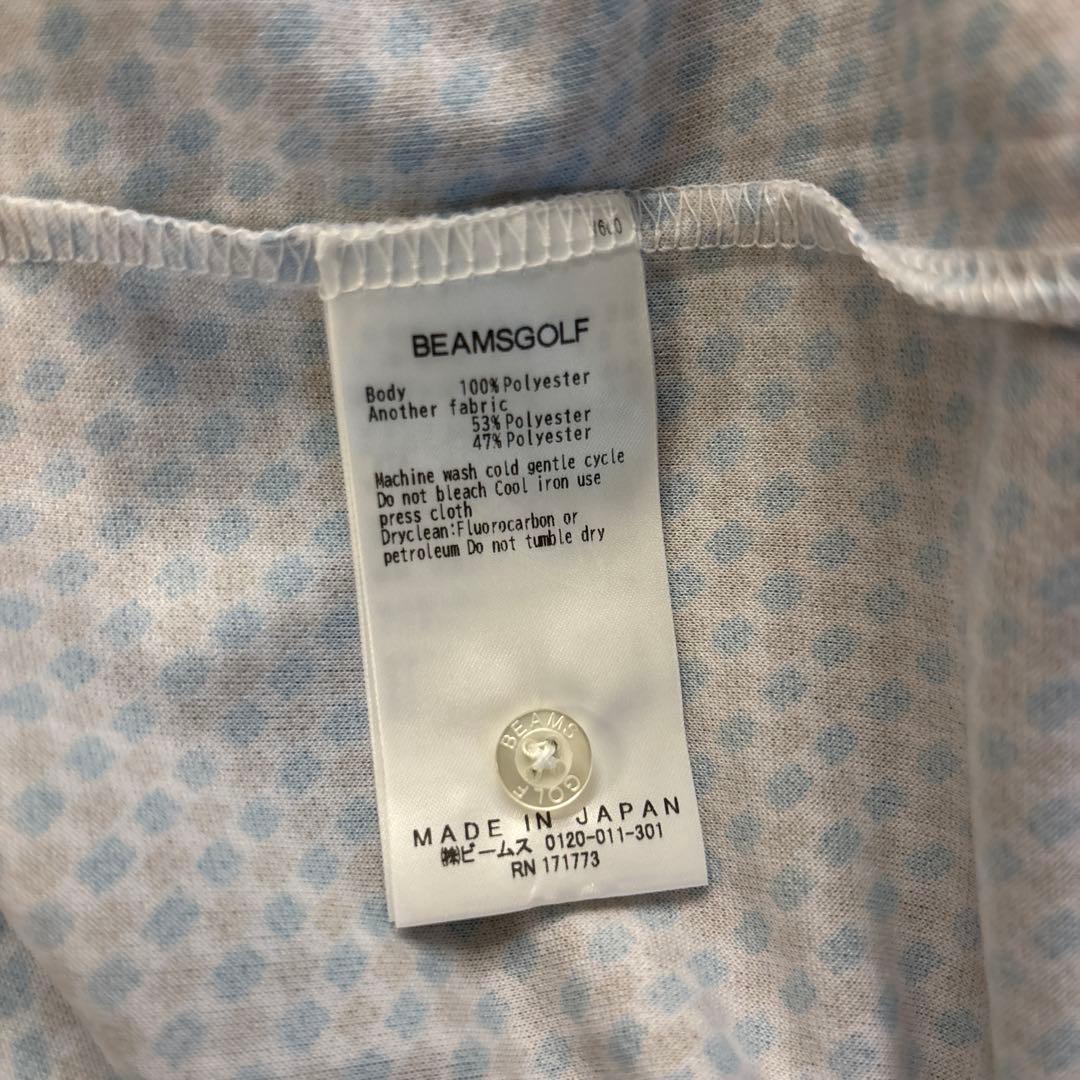 BEAMSGOLF
Body 100%Polyester
Another fabric
53%Polyester
47%Polyester
Machine wash cold gentle cycle
Do not bleach Cool iron use
press cloth
Dryclean:Fluorocarbon or
petroleum Do not tumble dry
BEAMS
GOLF
MADE IN JAPAN
㈱ビームス 0120-011-301
RN 171773